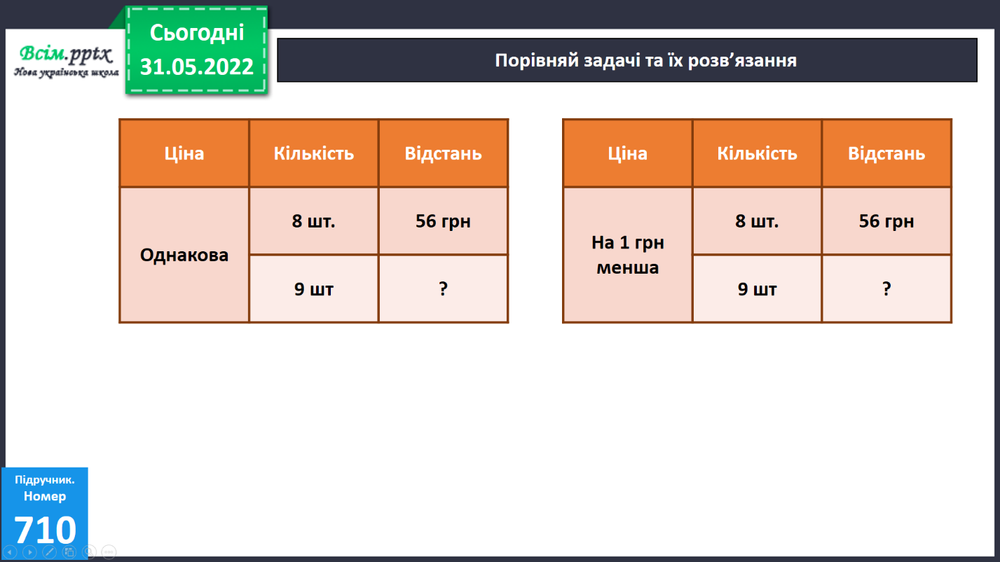 Сьогодні
31.05.2022
Всім.pptx
Нова українська школа
Порівняй задачі та їх розв’язання
Ціна Кількість Відстань
Однакова
8 шт. 56 грн
9 шт ?
Ціна Кількість Відстань
На 1 грн
менша
8 шт. 56 грн
9 шт ?
Підручник.
Номер
710